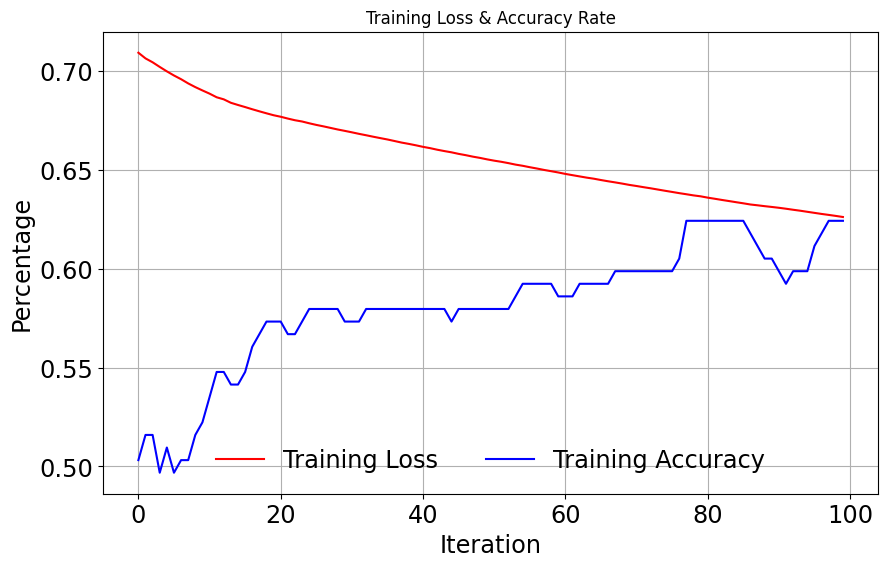 Training Loss & Accuracy Rate
Percentage
0.70
0.65
0.60
0.55
0.50
Training Loss Training Accuracy
0 20 40 60 80 100
Iteration